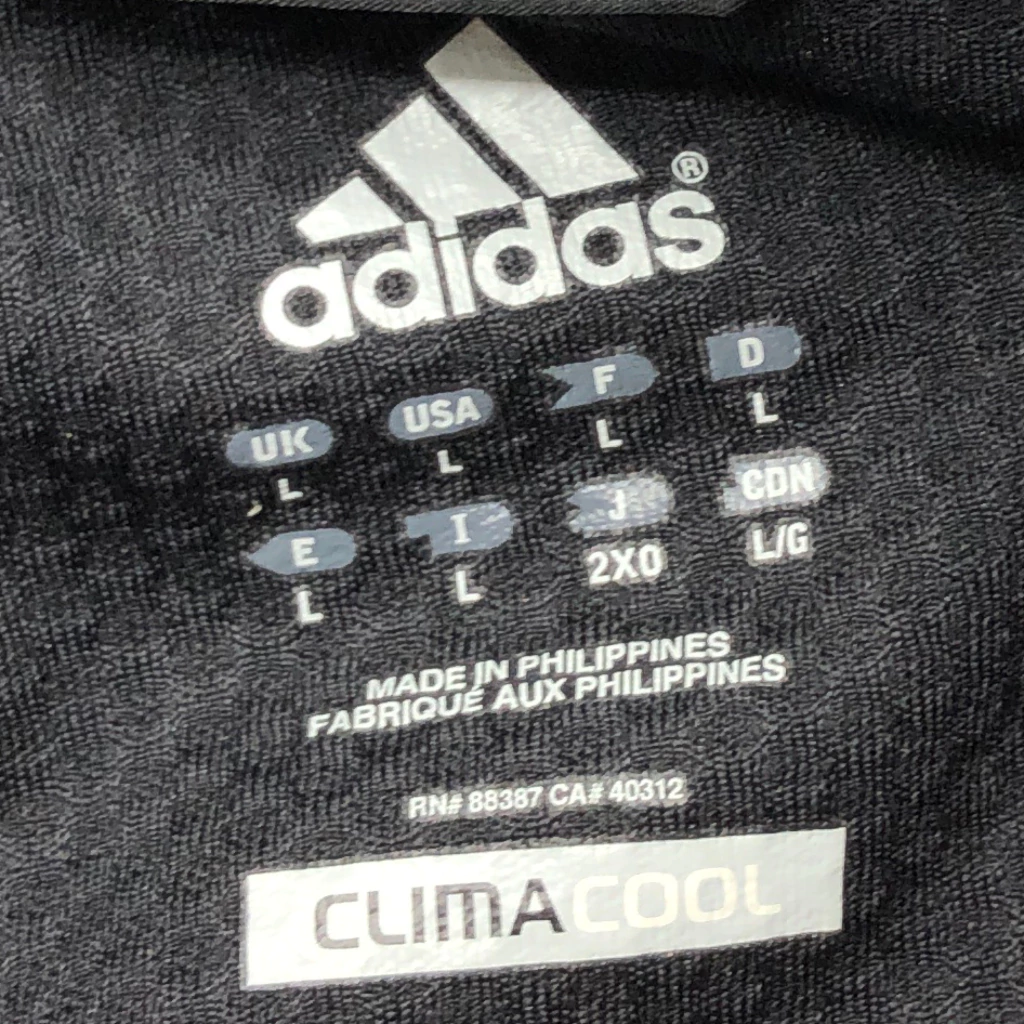 adidas®
UK USA F D
L L L L
E I J CDN
L L 2XO L/G
MADE IN PHILIPPINES
FABRIQUE AUX PHILIPPINES
RN# 88387 CA# 40312
CLIMACOOL